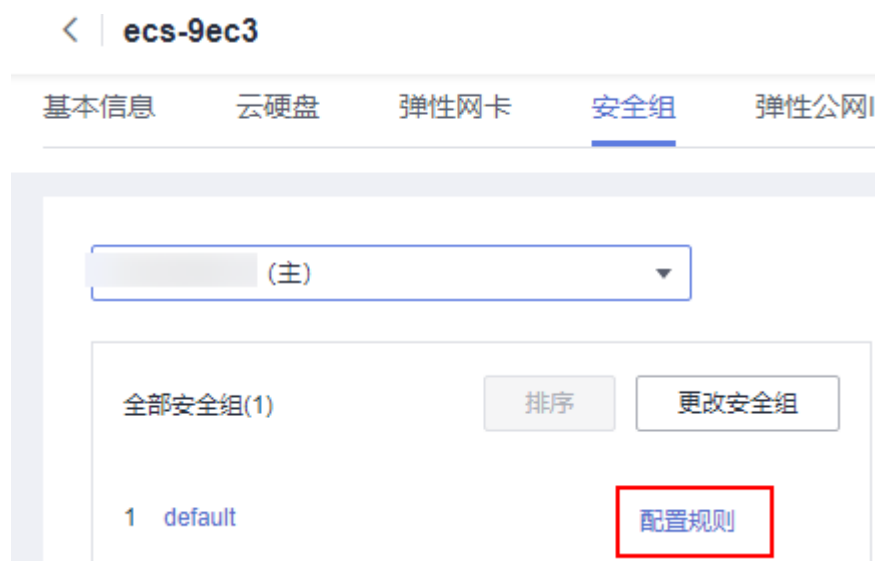 ecs-9ec3
基本信息 云硬盘 弹性网卡 安全组 弹性公网I
(主)
全部安全组(1) 排序 更改安全组
1 default 配置规则